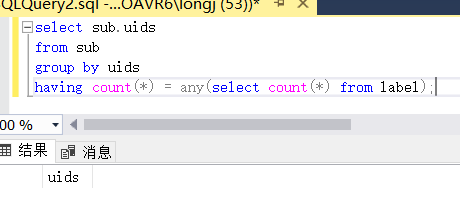 SQLQuery2.sql -...OAVR6\longj (53))*
select sub.uids
from sub
group by uids
having count(*) = any(select count(*) from label);
00 %
结果 消息
uids